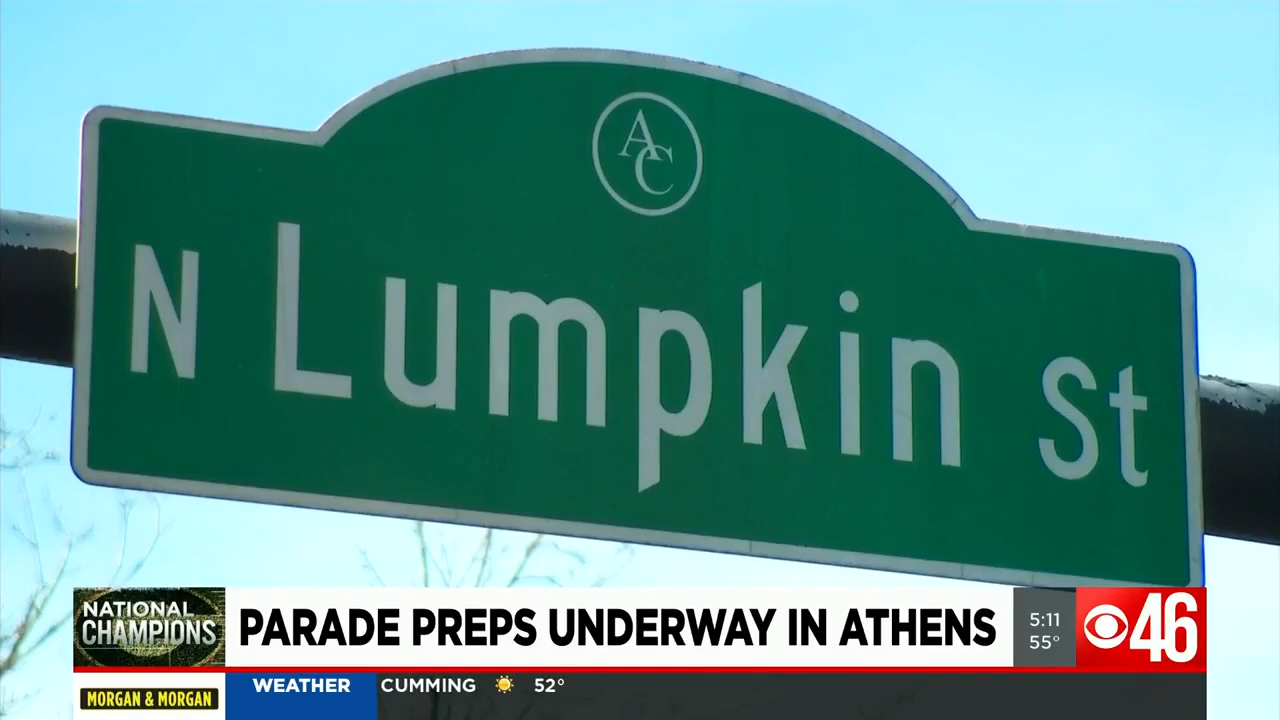 AC
N Lumpkin St
NATIONAL
CHAMPIONS
PARADE PREPS UNDERWAY IN ATHENS
5:11
55°
46
MORGAN & MORGAN
WEATHER
CUMMING 52°